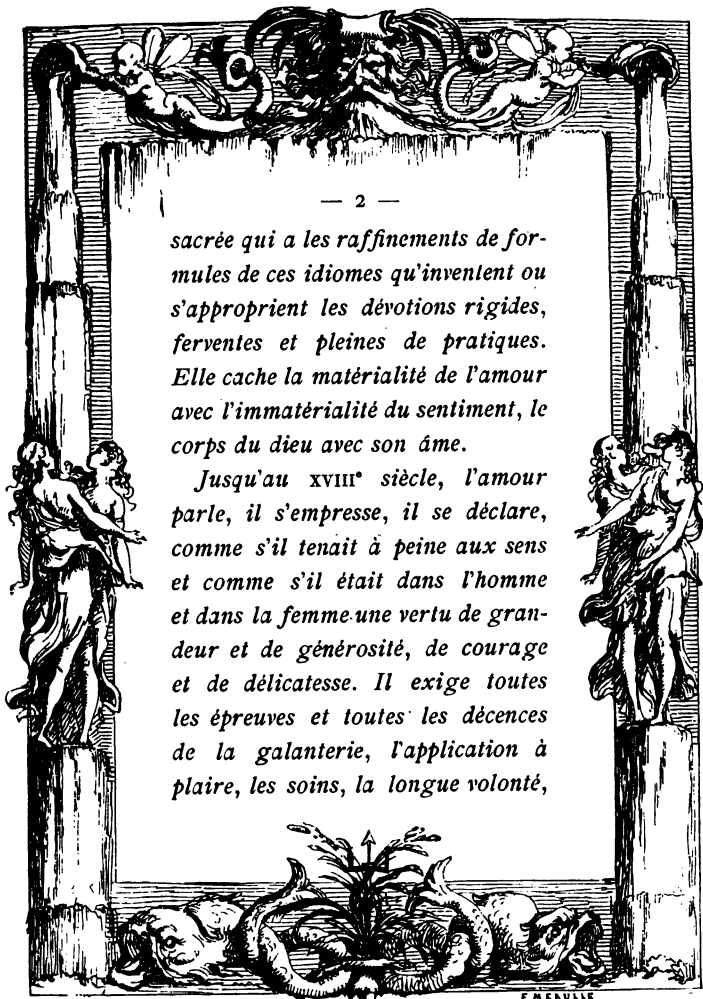 — 2 —
sacrée qui a les raffinements de for-
mules de ces idiomes qu'inventent ou
s'approprient les dévotions rigides,
ferventes et pleines de pratiques.
Elle cache la matérialité de l'amour
avec l'immatérialité du sentiment, le
corps du dieu avec son âme.
Jusqu'au XVIIIe siècle, l'amour
parle, il s'empresse, il se déclare,
comme s'il tenait à peine aux sens
et comme s'il était dans l'homme
et dans la femme une vertu de gran-
deur et de générosité, de courage
et de délicatesse. Il exige toutes
les épreuves et toutes les décences
de la galanterie, l'application à
plaire, les soins, la longue volonté,